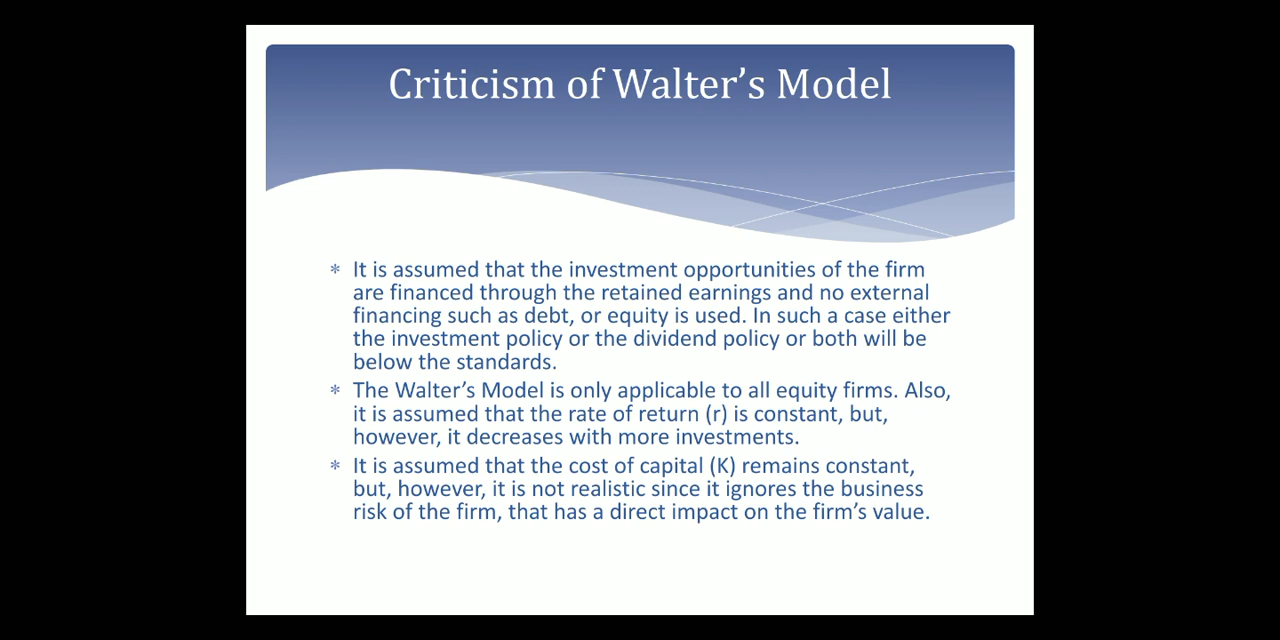 Criticism of Walter’s Model
* It is assumed that the investment opportunities of the firm
are financed through the retained earnings and no external
financing such as debt, or equity is used. In such a case either
the investment policy or the dividend policy or both will be
below the standards.
* The Walter’s Model is only applicable to all equity firms. Also,
it is assumed that the rate of return (r) is constant, but,
however, it decreases with more investments.
* It is assumed that the cost of capital (K) remains constant,
but, however, it is not realistic since it ignores the business
risk of the firm, that has a direct impact on the firm’s value.